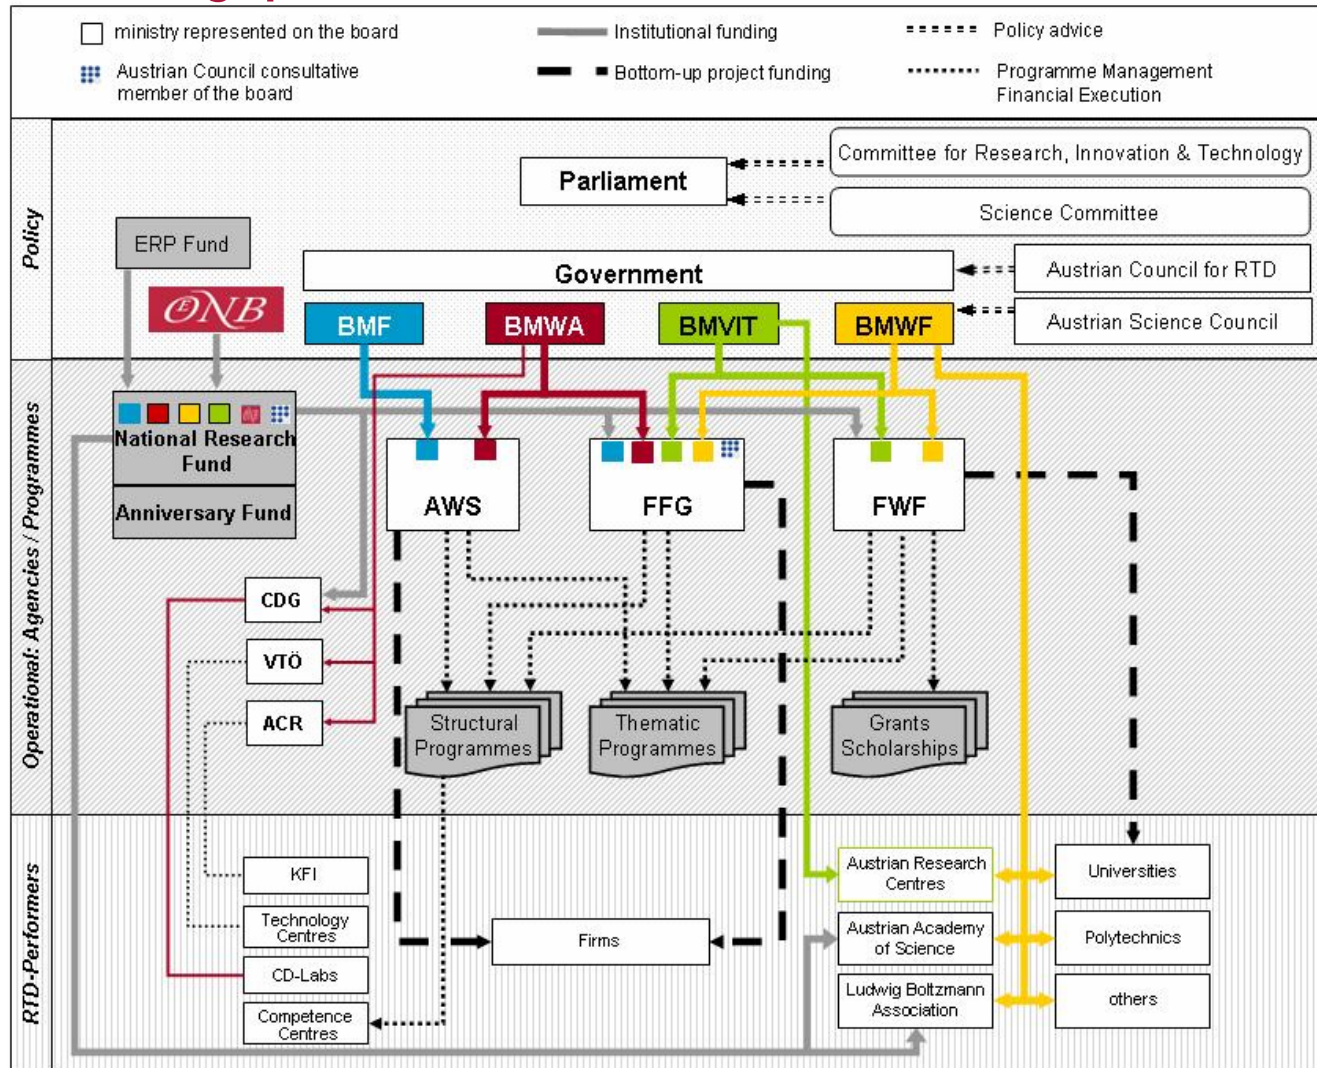 ministry represented on the board
Institutional funding
Policy advice
Austrian Council consultative
member of the board
Bottom-up project funding
Programme Management
Financial Execution
Policy
Committee for Research, Innovation & Technology
Parliament
Science Committee
ERP Fund
Government
Austrian Council for RTD
OENB
BMF
BMWA
BMVIT
BMWF
Austrian Science Council
Operational: Agencies / Programmes
National Research
Fund
Anniversary Fund
AWS
FFG
FWF
CDG
VTÖ
ACR
Structural
Programmes
Thematic
Programmes
Grants
Scholarships
RTD-Performers
KFI
Technology
Centres
CD-Labs
Competence
Centres
Firms
Austrian Research
Centres
Universities
Austrian Academy
of Science
Polytechnics
Ludwig Boltzmann
Association
others